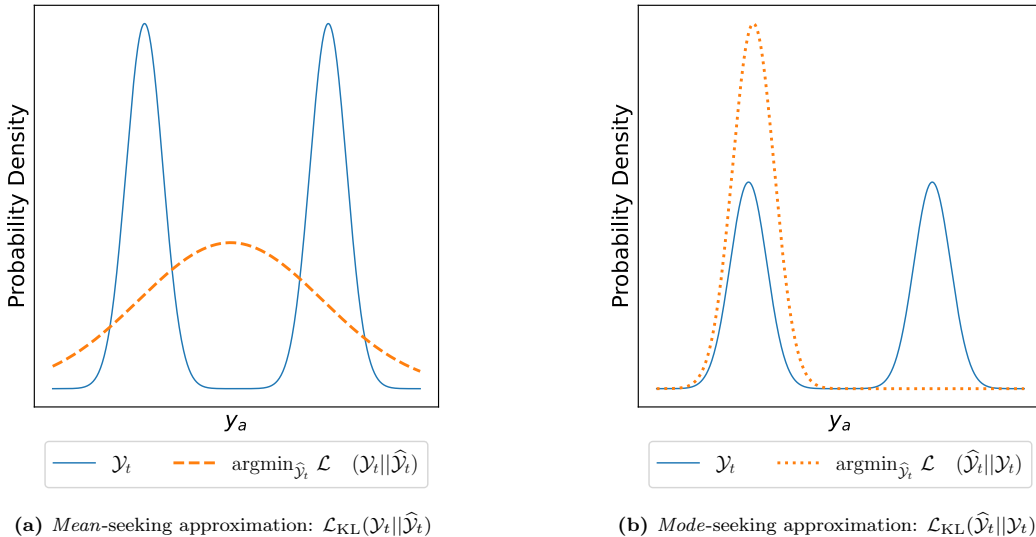 Probability Density
y_a
𝒴_t
argmin_{𝒴̂_t} ℒ (𝒴_t||𝒴̂_t)
(a) Mean-seeking approximation: ℒ_KL(𝒴_t||𝒴̂_t)
Probability Density
y_a
𝒴_t
argmin_{𝒴̂_t} ℒ (𝒴̂_t||𝒴_t)
(b) Mode-seeking approximation: ℒ_KL(𝒴̂_t||𝒴_t)